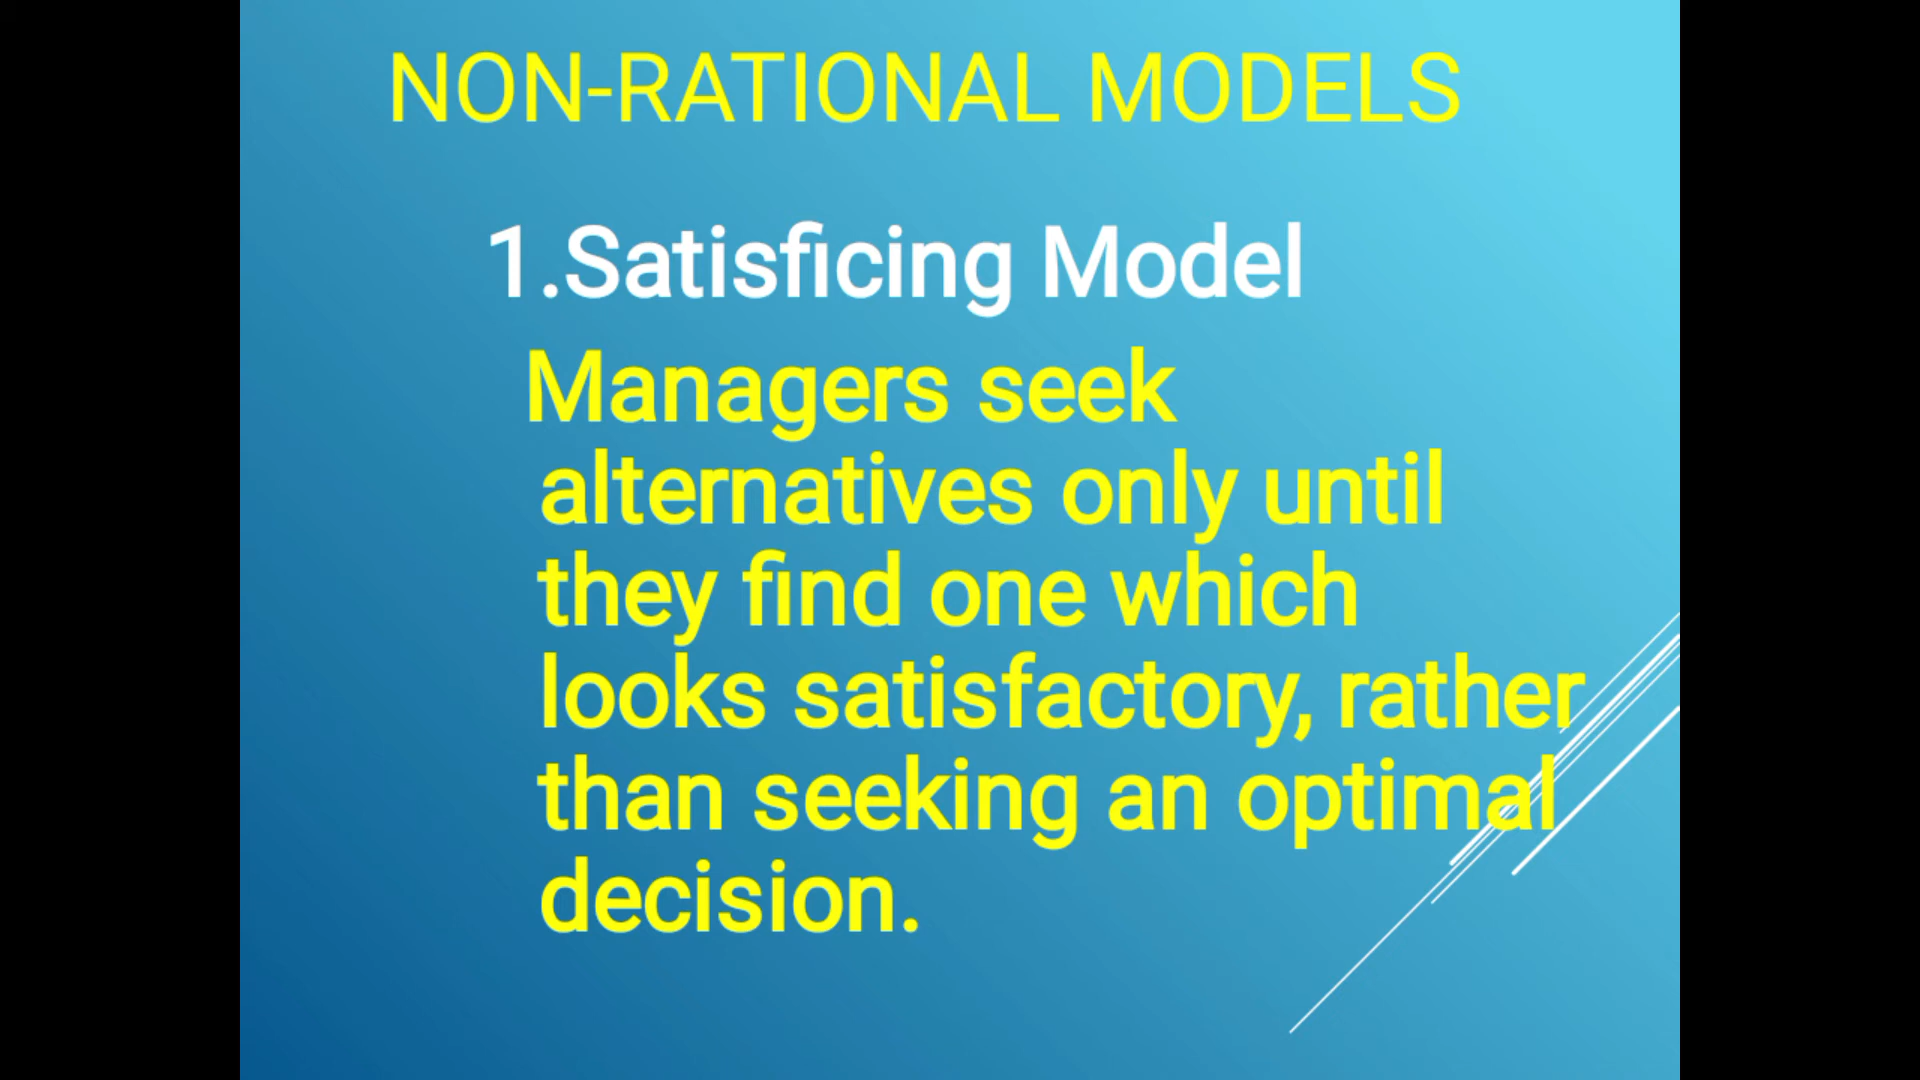 NON-RATIONAL MODELS
1.Satisficing Model
Managers seek
alternatives only until
they find one which
looks satisfactory, rather
than seeking an optimal
decision.